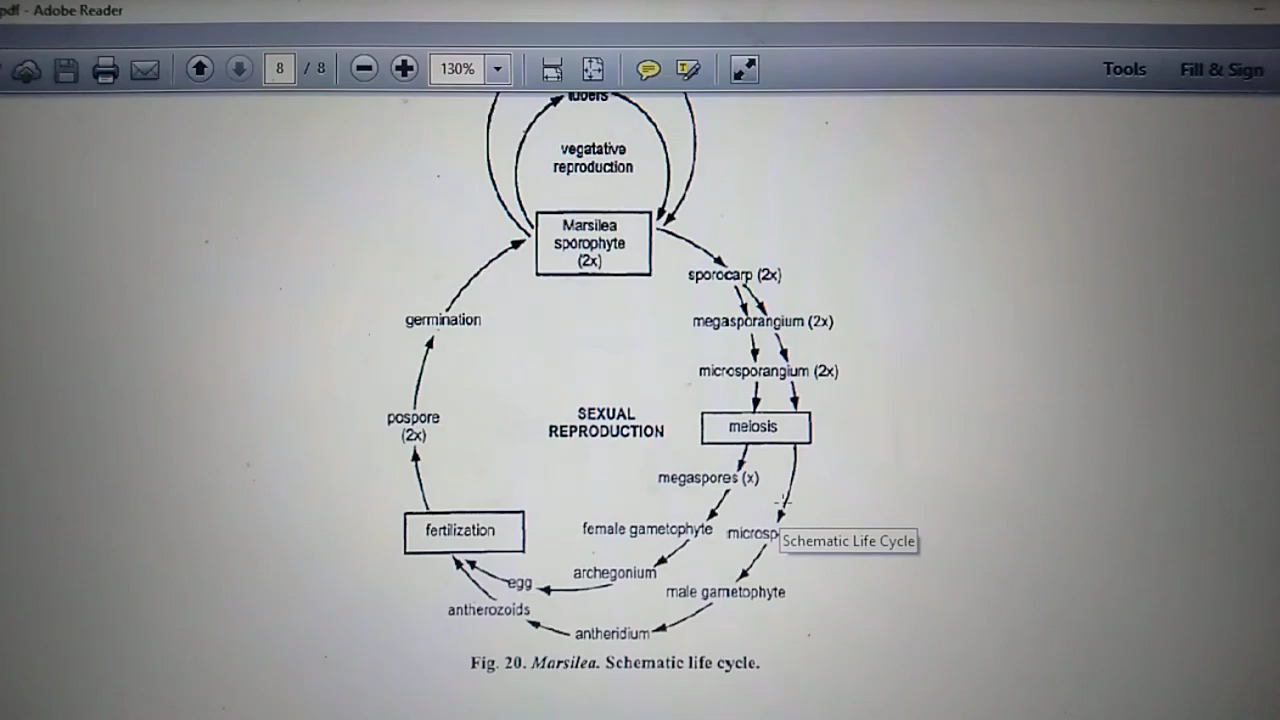 pdf - Adobe Reader
8 / 8
130%
Tools
Fill & Sign
tubers
vegatative
reproduction
Marsilea
sporophyte
(2x)
sporocarp (2x)
germination
megasporangium (2x)
microsporangium (2x)
pospore
(2x)
SEXUAL
REPRODUCTION
meiosis
megaspores (x)
fertilization
female gametophyte
microsp
Schematic Life Cycle
archegonium
egg
male gametophyte
antherozoids
antheridium
Fig. 20. Marsilea. Schematic life cycle.